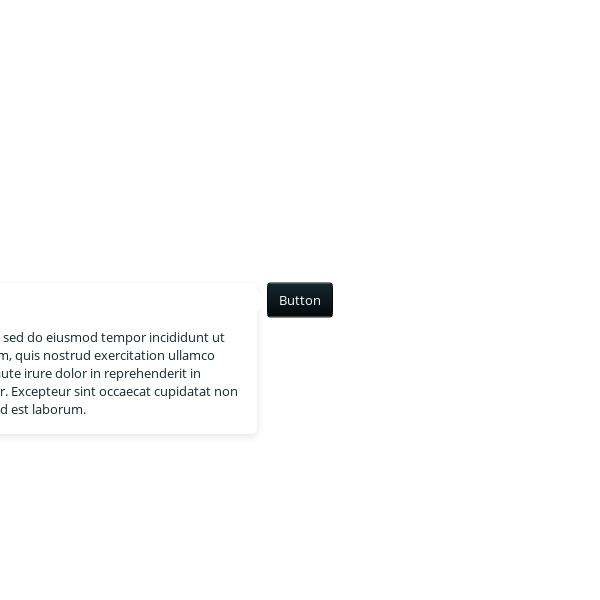 Button
sed do eiusmod tempor incididunt ut
m, quis nostrud exercitation ullamco
ute irure dolor in reprehenderit in
r. Excepteur sint occaecat cupidatat non
d est laborum.